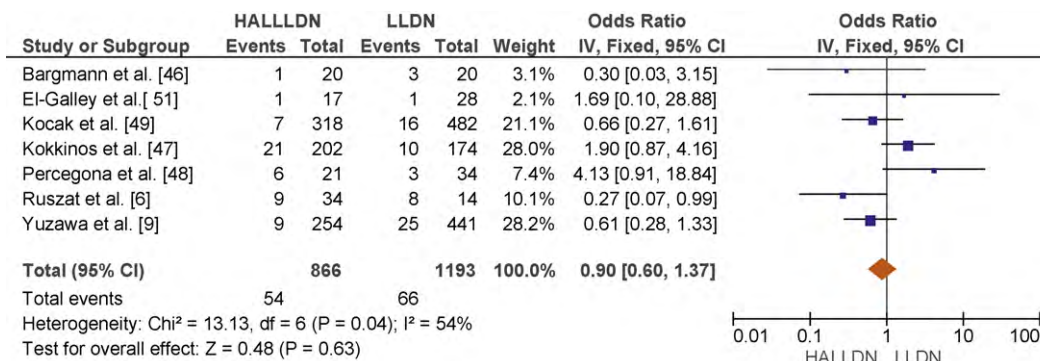 HALLLDN LLDN Odds Ratio Odds Ratio
Study or Subgroup Events Total Events Total Weight IV, Fixed, 95% CI IV, Fixed, 95% CI
Bargmann et al. [46] 1 20 3 20 3.1% 0.30 [0.03, 3.15]
El-Galley et al.[ 51] 1 17 1 28 2.1% 1.69 [0.10, 28.88]
Kocak et al. [49] 7 318 16 482 21.1% 0.66 [0.27, 1.61]
Kokkinos et al. [47] 21 202 10 174 28.0% 1.90 [0.87, 4.16]
Percegona et al. [48] 6 21 3 34 7.4% 4.13 [0.91, 18.84]
Ruszat et al. [6] 9 34 8 14 7.4% 0.27 [0.07, 0.99]
Yuzawa et al. [9] 9 254 25 441 28.2% 0.61 [0.28, 1.33]
Total (95% CI) 866 1193 100.0% 0.90 [0.60, 1.37]
Total events 54 66
Heterogeneity: Chi² = 13.13, df = 6 (P = 0.04); I² = 54%
Test for overall effect: Z = 0.48 (P = 0.63)
0.01 0.1 1 10 100
HALLDN LLDN